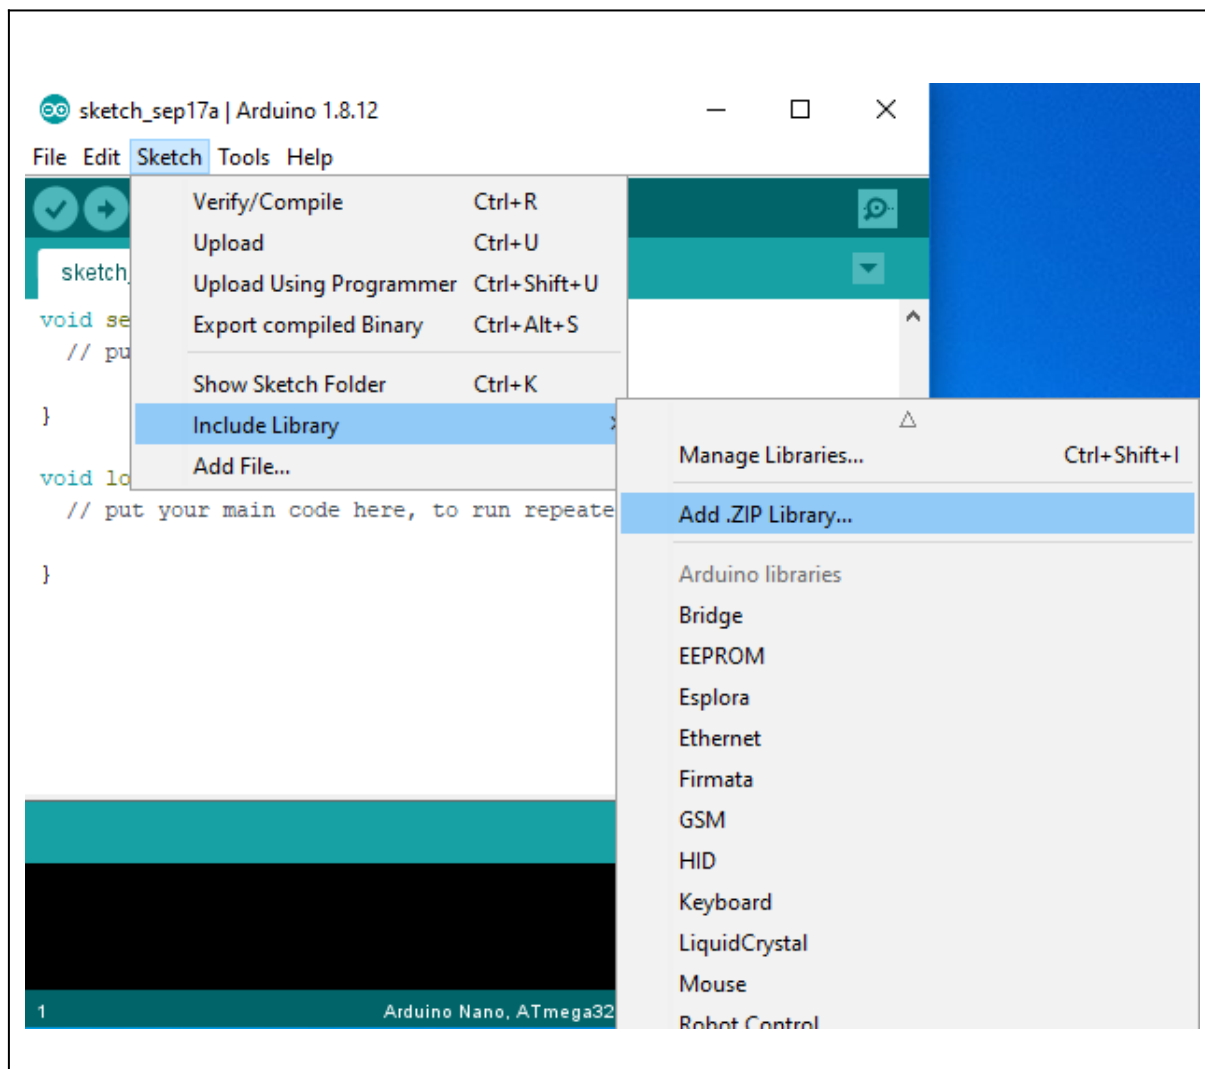 sketch_sep17a | Arduino 1.8.12
File Edit Sketch Tools Help
Verify/Compile Ctrl+R
Upload Ctrl+U
Upload Using Programmer Ctrl+Shift+U
Export compiled Binary Ctrl+Alt+S
Show Sketch Folder Ctrl+K
Include Library
Add File...
sketch_
void se
// pu
}
void lo
// put your main code here, to run repeate
}
Manage Libraries... Ctrl+Shift+I
Add .ZIP Library...
Arduino libraries
Bridge
EEPROM
Esplora
Ethernet
Firmata
GSM
HID
Keyboard
LiquidCrystal
Mouse
Robot Control
1 Arduino Nano, ATmega32